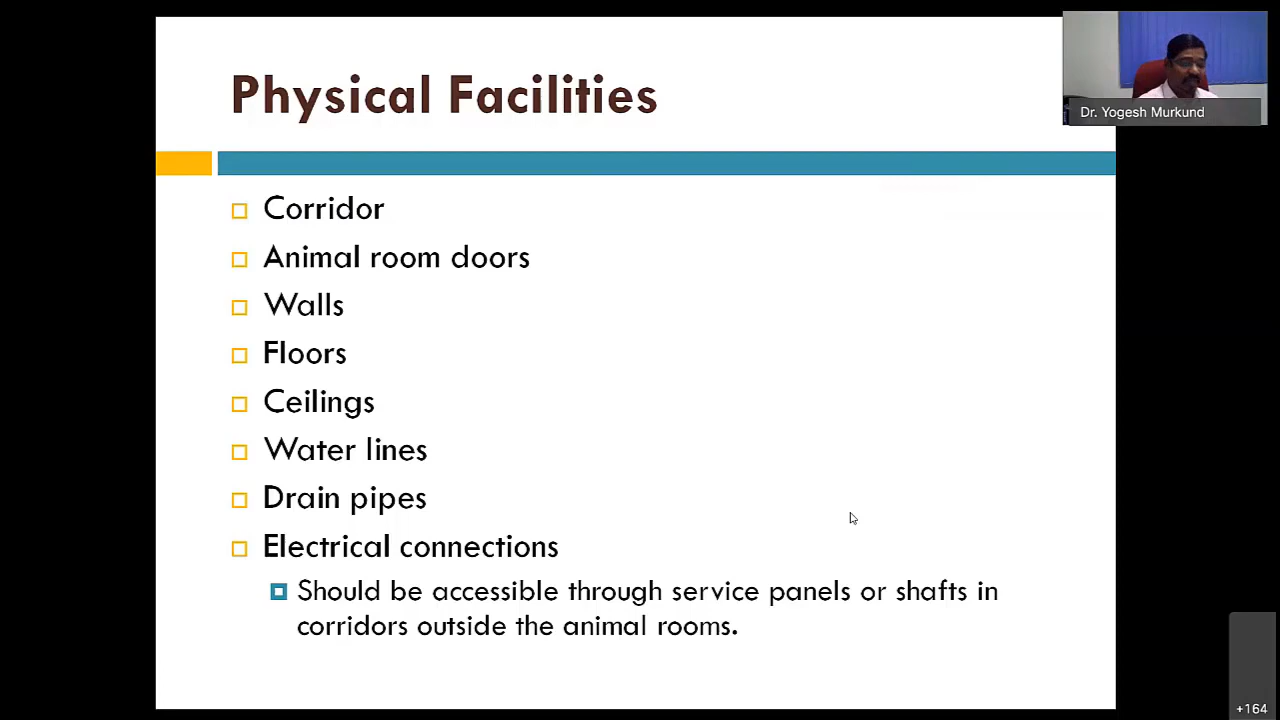 Physical Facilities
Dr. Yogesh Murkund
Corridor
Animal room doors
Walls
Floors
Ceilings
Water lines
Drain pipes
Electrical connections
Should be accessible through service panels or shafts in
corridors outside the animal rooms.
+164